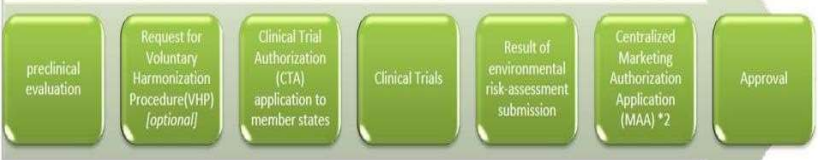 preclinical
evaluation
Request for
Voluntary
Harmonization
Procedure(VHP)
[optional]
Clinical Trial
Authorization
(CTA)
application to
member states
Clinical Trials
Result of
environmental
risk-assessment
submission
Centralized
Marketing
Authorization
Application
(MAA) *2
Approval